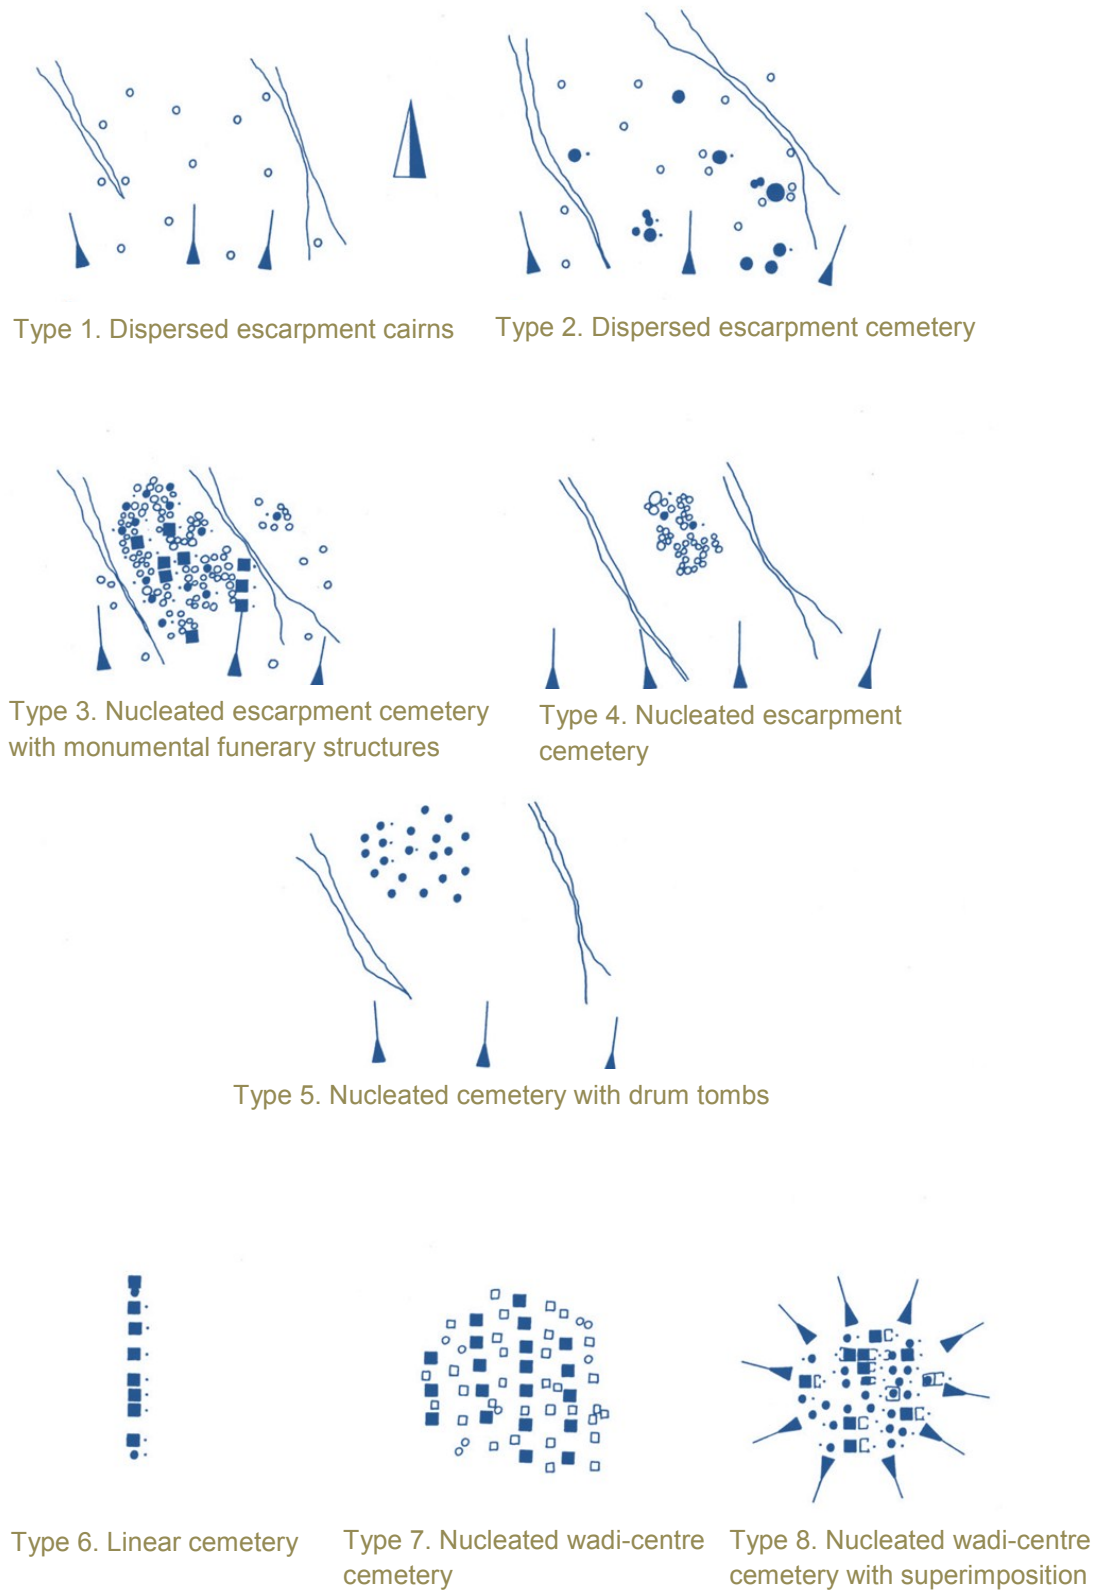 Type 1. Dispersed escarpment cairns
Type 2. Dispersed escarpment cemetery
Type 3. Nucleated escarpment cemetery
with monumental funerary structures
Type 4. Nucleated escarpment
cemetery
Type 5. Nucleated cemetery with drum tombs
Type 6. Linear cemetery
Type 7. Nucleated wadi-centre
cemetery
Type 8. Nucleated wadi-centre
cemetery with superimposition